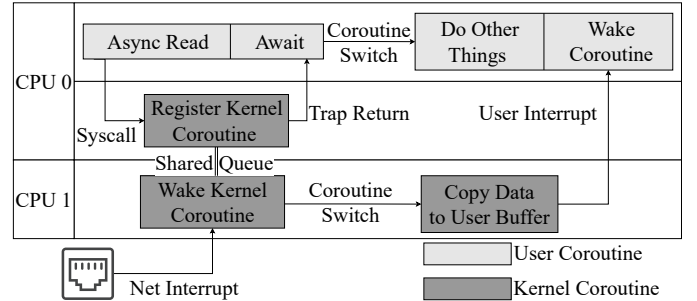 Async Read
Await
Coroutine
Switch
Do Other
Things
Wake
Coroutine
CPU 0
Syscall
Register Kernel
Coroutine
Trap Return
User Interrupt
Shared Queue
CPU 1
Wake Kernel
Coroutine
Coroutine
Switch
Copy Data
to User Buffer
Net Interrupt
User Coroutine
Kernel Coroutine